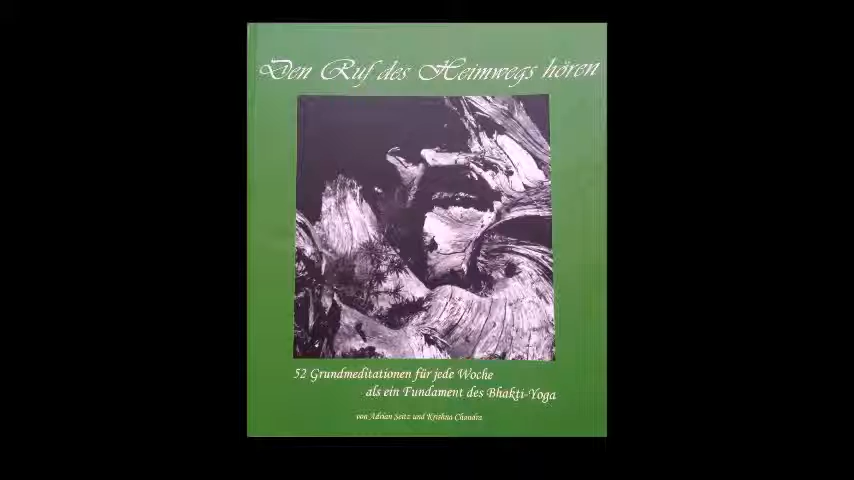 Den Ruf des Heimwegs hören
52 Grundmeditationen für jede Woche
als ein Fundament des Bhakti-Yoga
von Adrian Seitz und Krishna Chandra